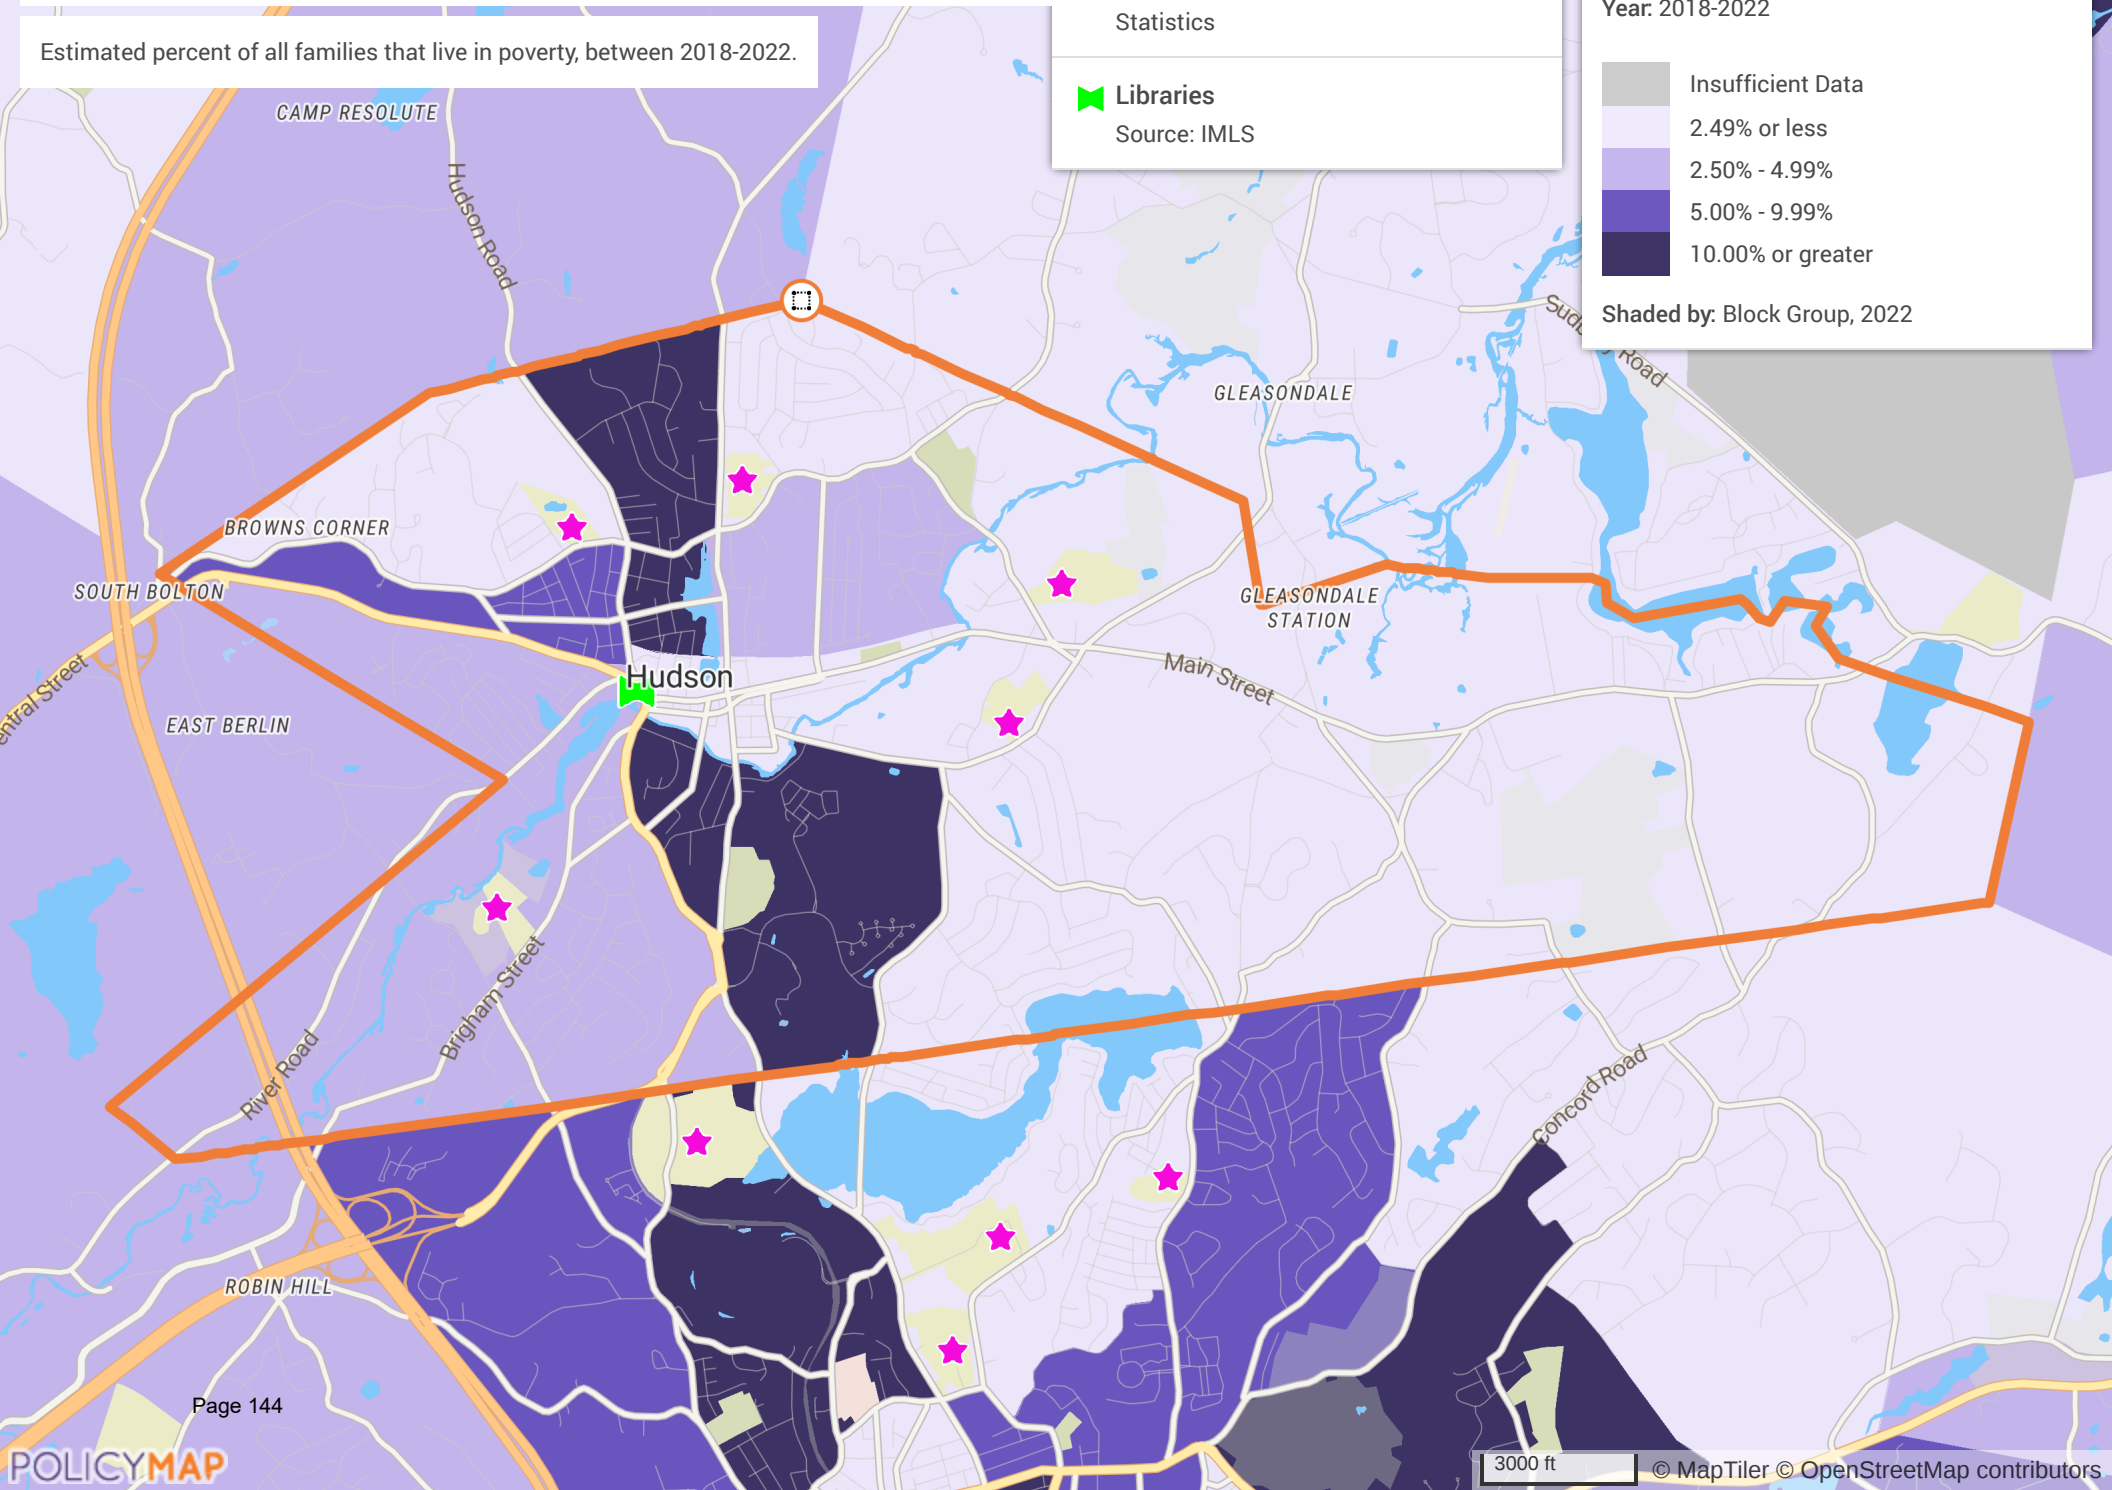 Estimated percent of all families that live in poverty, between 2018-2022.
Statistics
Libraries
Source: IMLS
Year: 2018-2022
Insufficient Data
2.49% or less
2.50% - 4.99%
5.00% - 9.99%
10.00% or greater
Shaded by: Block Group, 2022
CAMP RESOLUTE
Hudson Road
Road
GLEASONDALE
BROWNS CORNER
SOUTH BOLTON
GLEASONDALE
STATION
Main Street
Hudson
EAST BERLIN
Brigham Street
River Road
Concord Road
ROBIN HILL
Page 144
POLICYMAP
3000 ft
© MapTiler © OpenStreetMap contributors